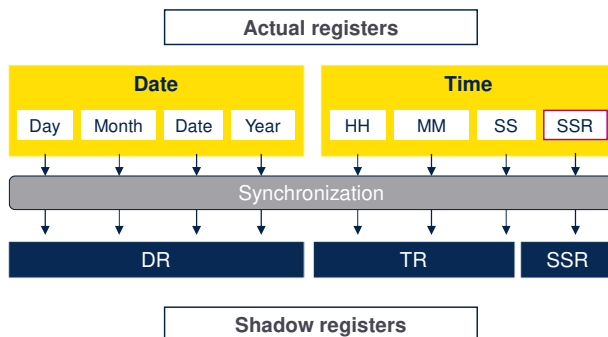 Actual registers
Date
Time
Day Month Date Year
HH MM SS SSR
Synchronization
DR TR SSR
Shadow registers